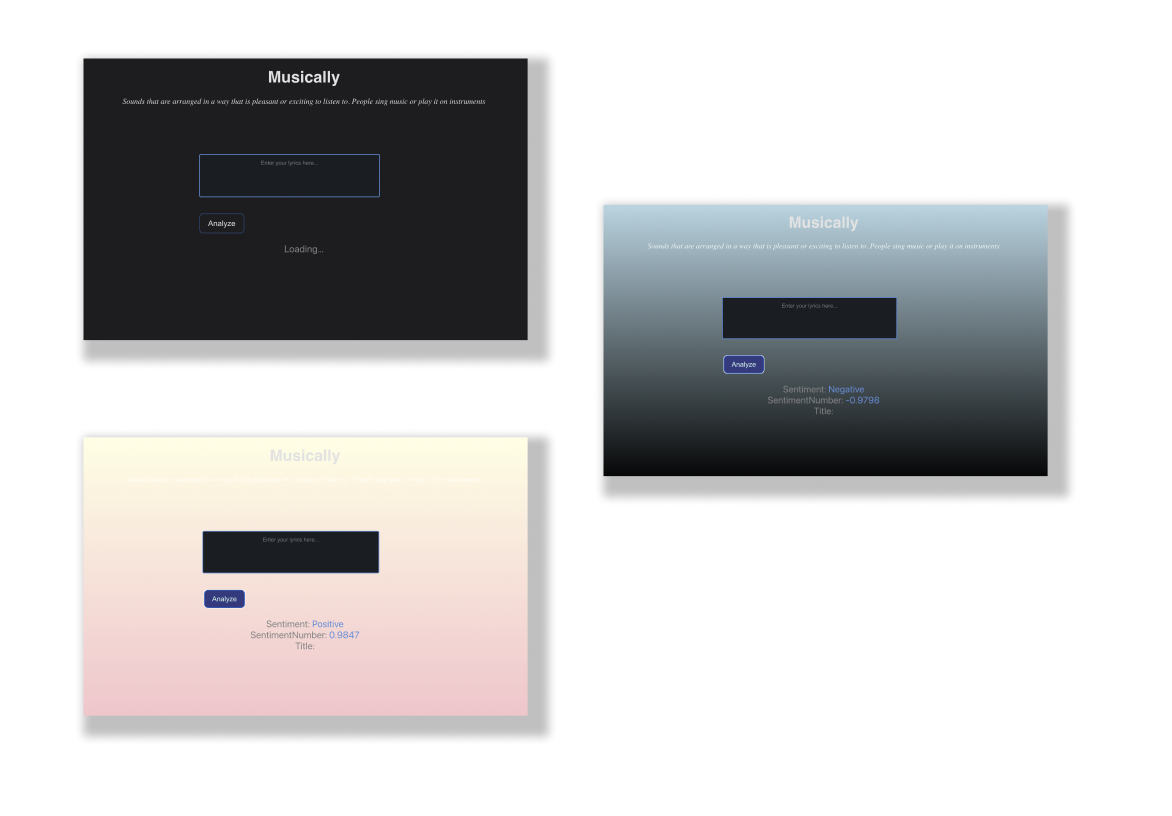 Musically
Sounds that are arranged in a way that is pleasant or exciting to listen to. People sing music or play it on instruments
Enter your lyrics here...
Analyze
Loading...
Musically
Sounds that are arranged in a way that is pleasant or exciting to listen to. People sing music or play it on instruments
Enter your lyrics here...
Analyze
Sentiment: Negative
SentimentNumber: -0.9798
Title:
Musically
Enter your lyrics here...
Analyze
Sentiment: Positive
SentimentNumber: 0.9847
Title: